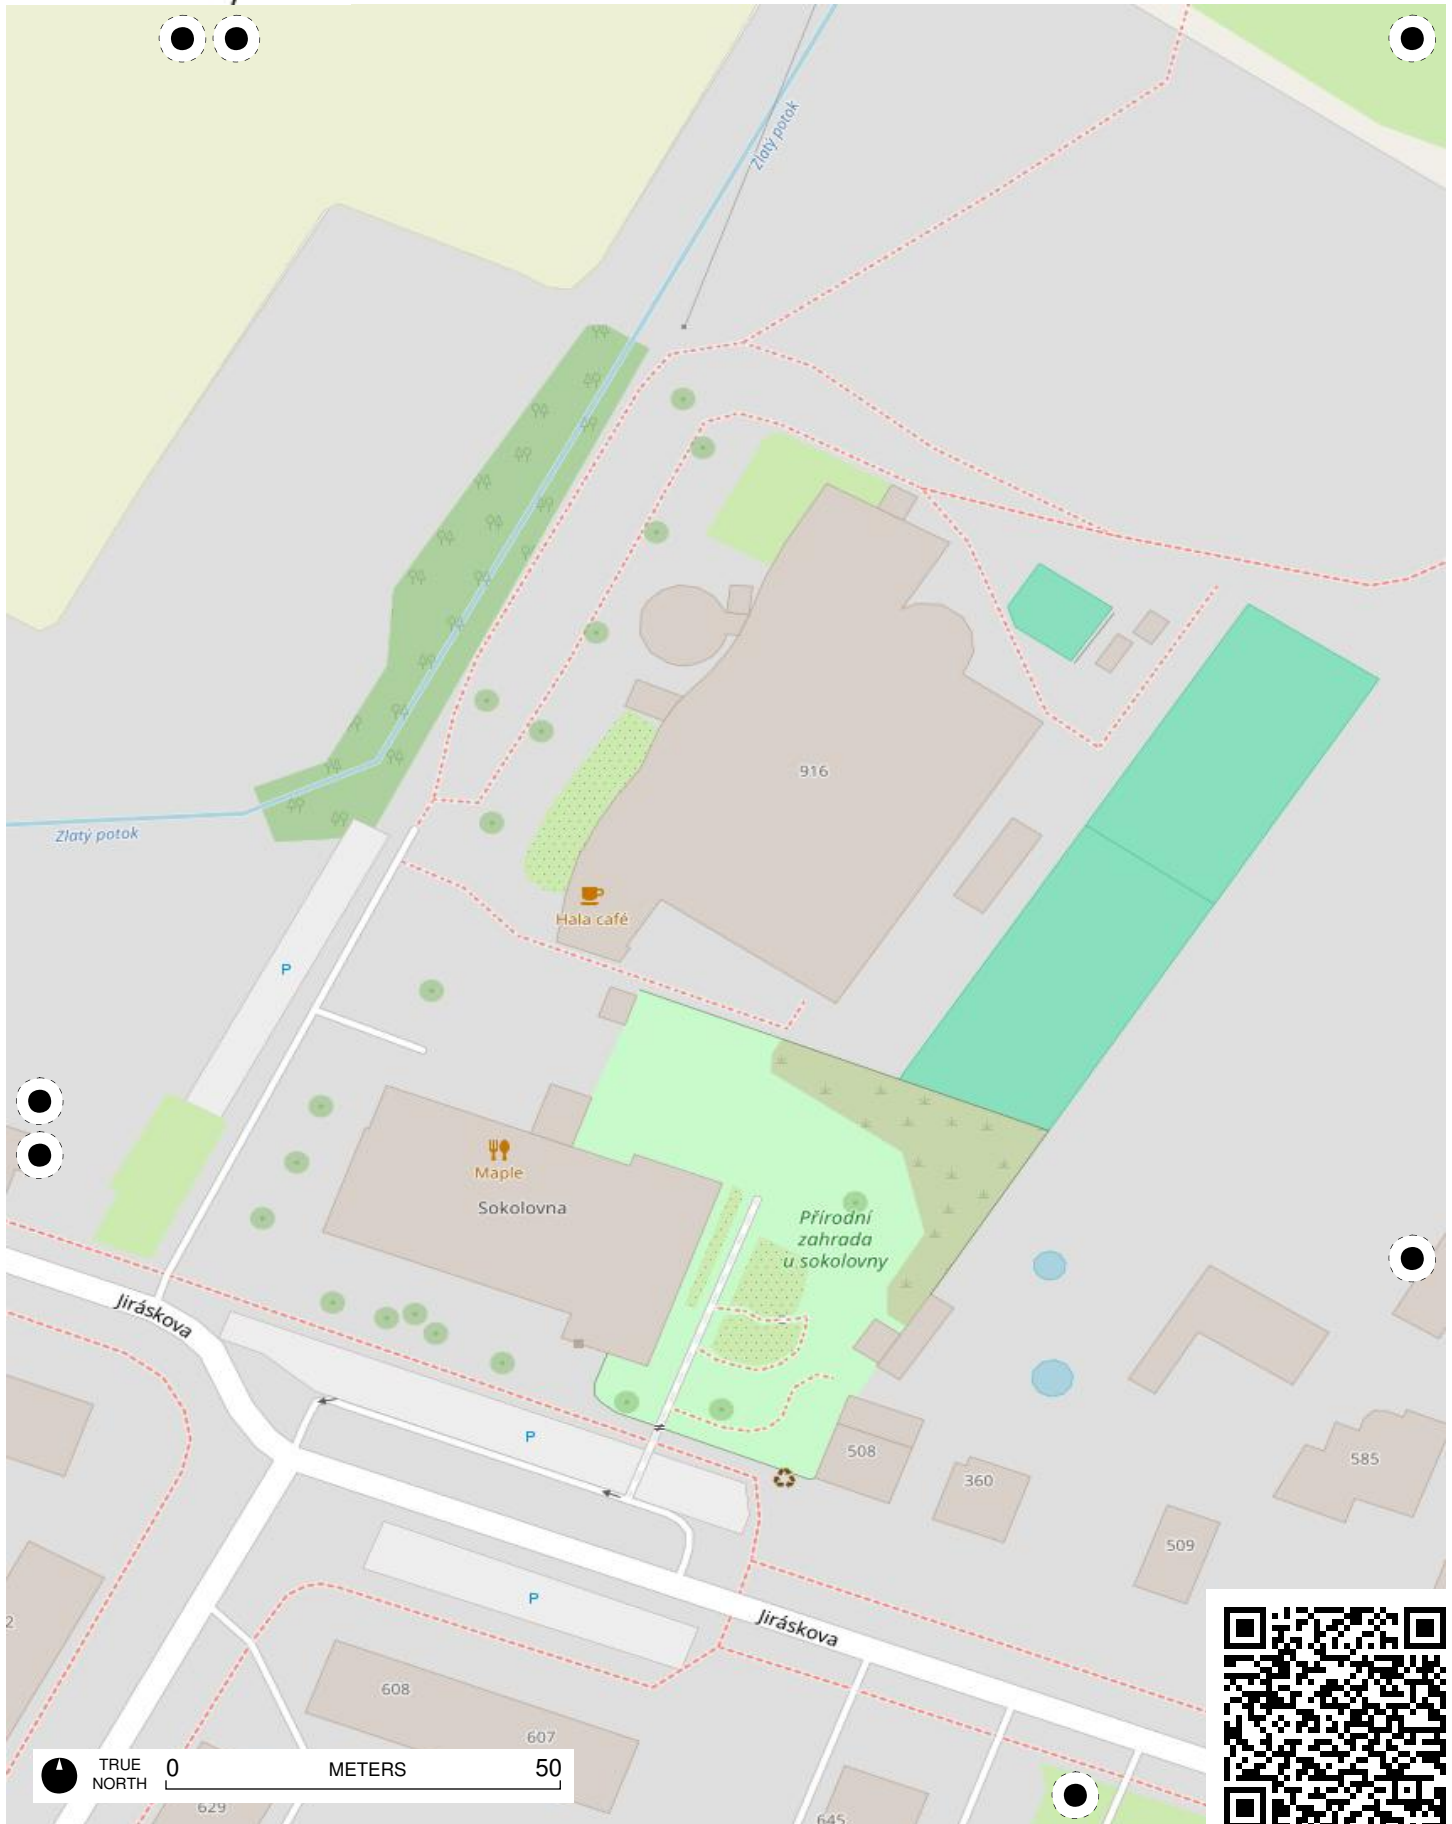 Zlatý potok
916
Zlatý potok
Hala café
P
Maple
Sokolovna
Přírodní
zahrada
u sokolovny
Jiráskova
P
508
360
585
509
P
Jiráskova
2
608
607
TRUE
NORTH
0
METERS
50
629
645